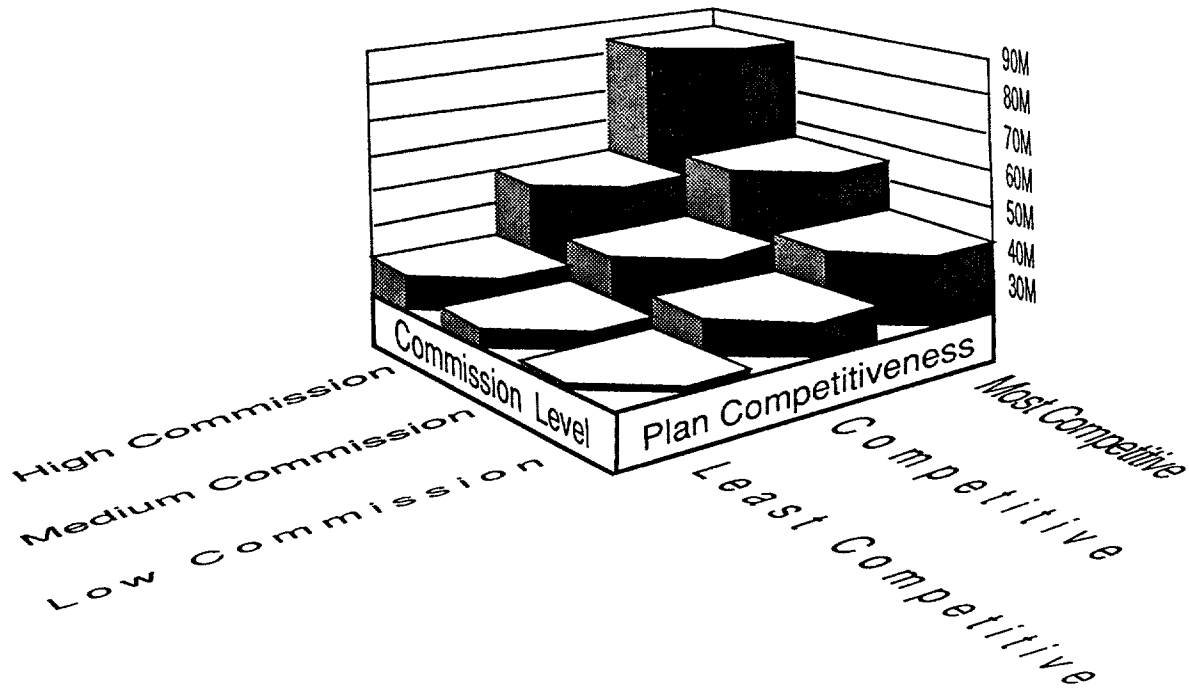 90M
80M
70M
60M
50M
40M
30M
Commission Level
Plan Competitiveness
High Commission
Medium Commission
Low Commission
Most Competitive
Competitive
Least Competitive